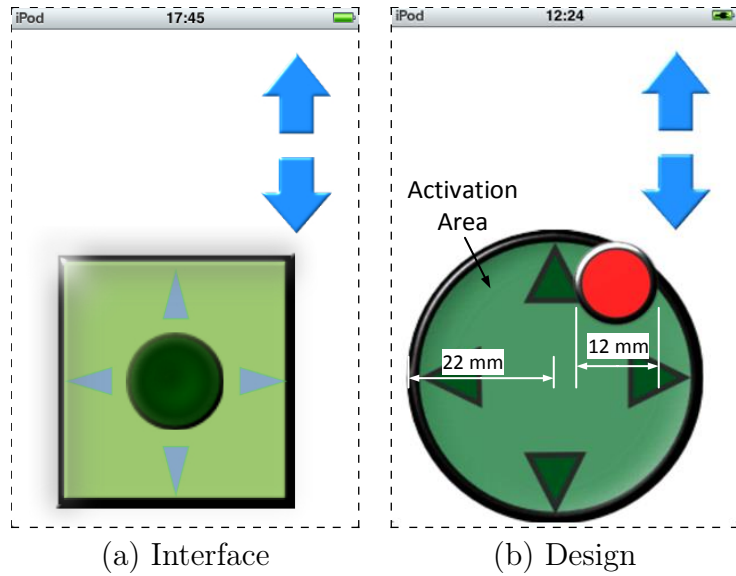 iPod 17:45
iPod 12:24
Activation
Area
22 mm
12 mm
(a) Interface
(b) Design